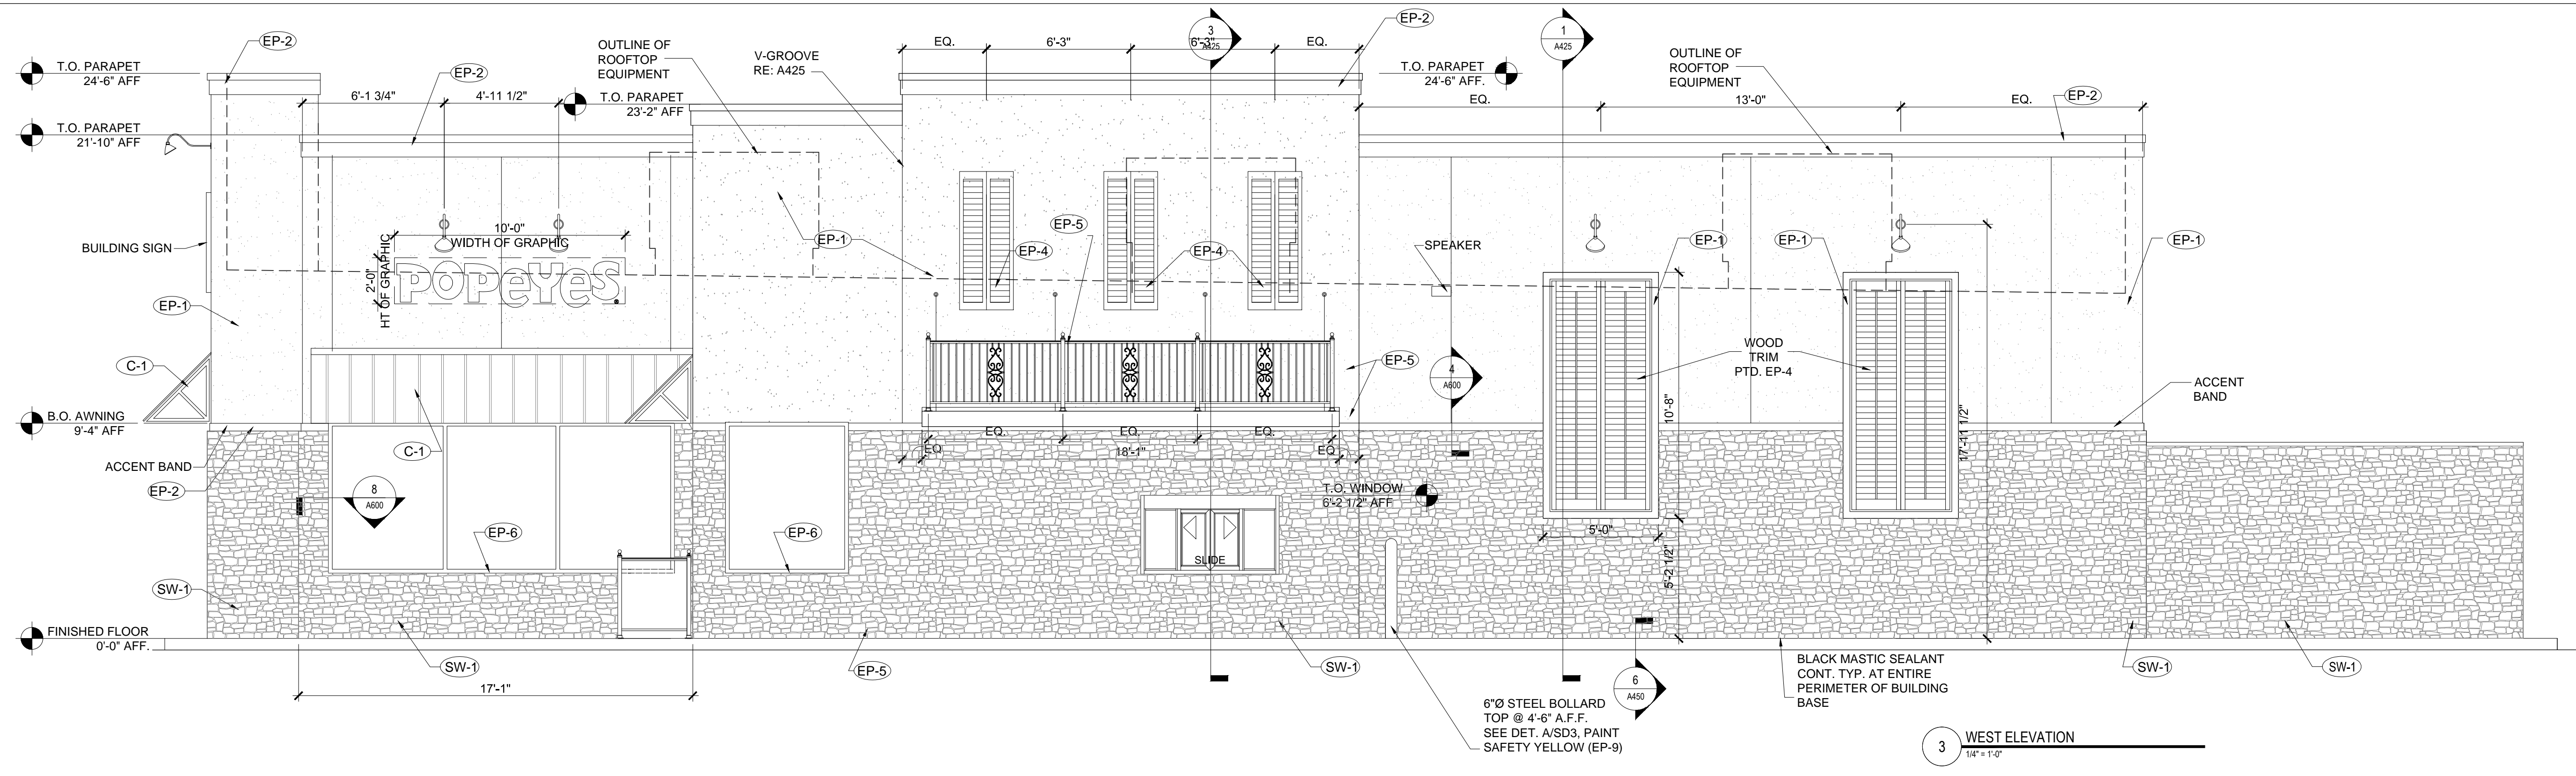 EP-2
T.O. PARAPET
24'-6" AFF
T.O. PARAPET
21'-10" AFF
EP-2
6'-1 3/4"
4'-11 1/2"
T.O. PARAPET
23'-2" AFF
OUTLINE OF
ROOFTOP
EQUIPMENT
V-GROOVE
RE: A425
EQ.
6'-3"
6'-3"
EQ.
3
A425
EP-2
T.O. PARAPET
24'-6" AFF.
1
A425
OUTLINE OF
ROOFTOP
EQUIPMENT
EQ.
13'-0"
EQ.
EP-2
BUILDING SIGN
10'-0"
WIDTH OF GRAPHIC
2'-0"
HT OF GRAPHIC
POPEYES
®
EP-1
EP-5
EP-4
EP-4
SPEAKER
EP-1
EP-1
EP-1
EP-1
C-1
C-1
EP-5
4
A600
WOOD
TRIM
PTD. EP-4
ACCENT
BAND
10'-8"
17'-11 1/2"
B.O. AWNING
9'-4" AFF
ACCENT BAND
EP-2
8
A600
EQ.
EQ.
EQ.
EQ
18'-1"
EQ
T.O. WINDOW
6'-2 1/2" AFF
EP-6
EP-6
SLIDE
5'-0"
5'-2 1/2"
SW-1
FINISHED FLOOR
0'-0" AFF.
SW-1
EP-5
SW-1
17'-1"
6"Ø STEEL BOLLARD
TOP @ 4'-6" A.F.F.
SEE DET. A/SD3, PAINT
SAFETY YELLOW (EP-9)
6
A450
BLACK MASTIC SEALANT
CONT. TYP. AT ENTIRE
PERIMETER OF BUILDING
BASE
SW-1
SW-1
3
WEST ELEVATION
1/4" = 1'-0"